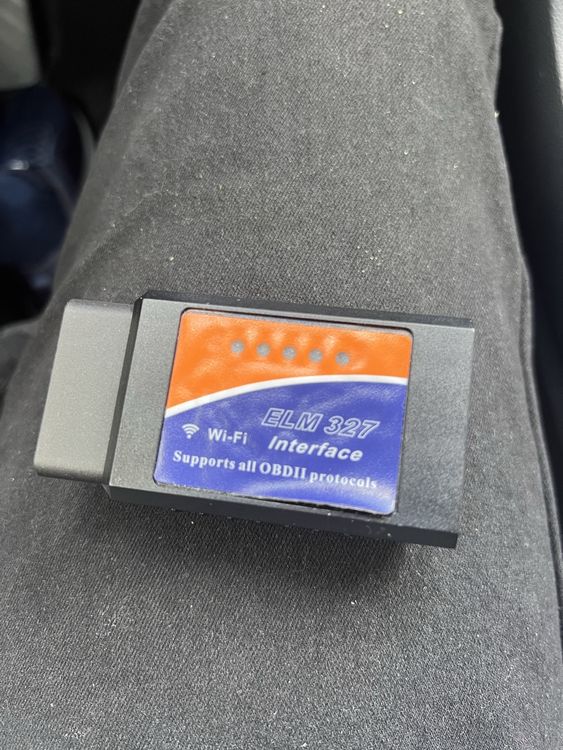 ELM 327
Wi-Fi Interface
Supports all OBDII protocols